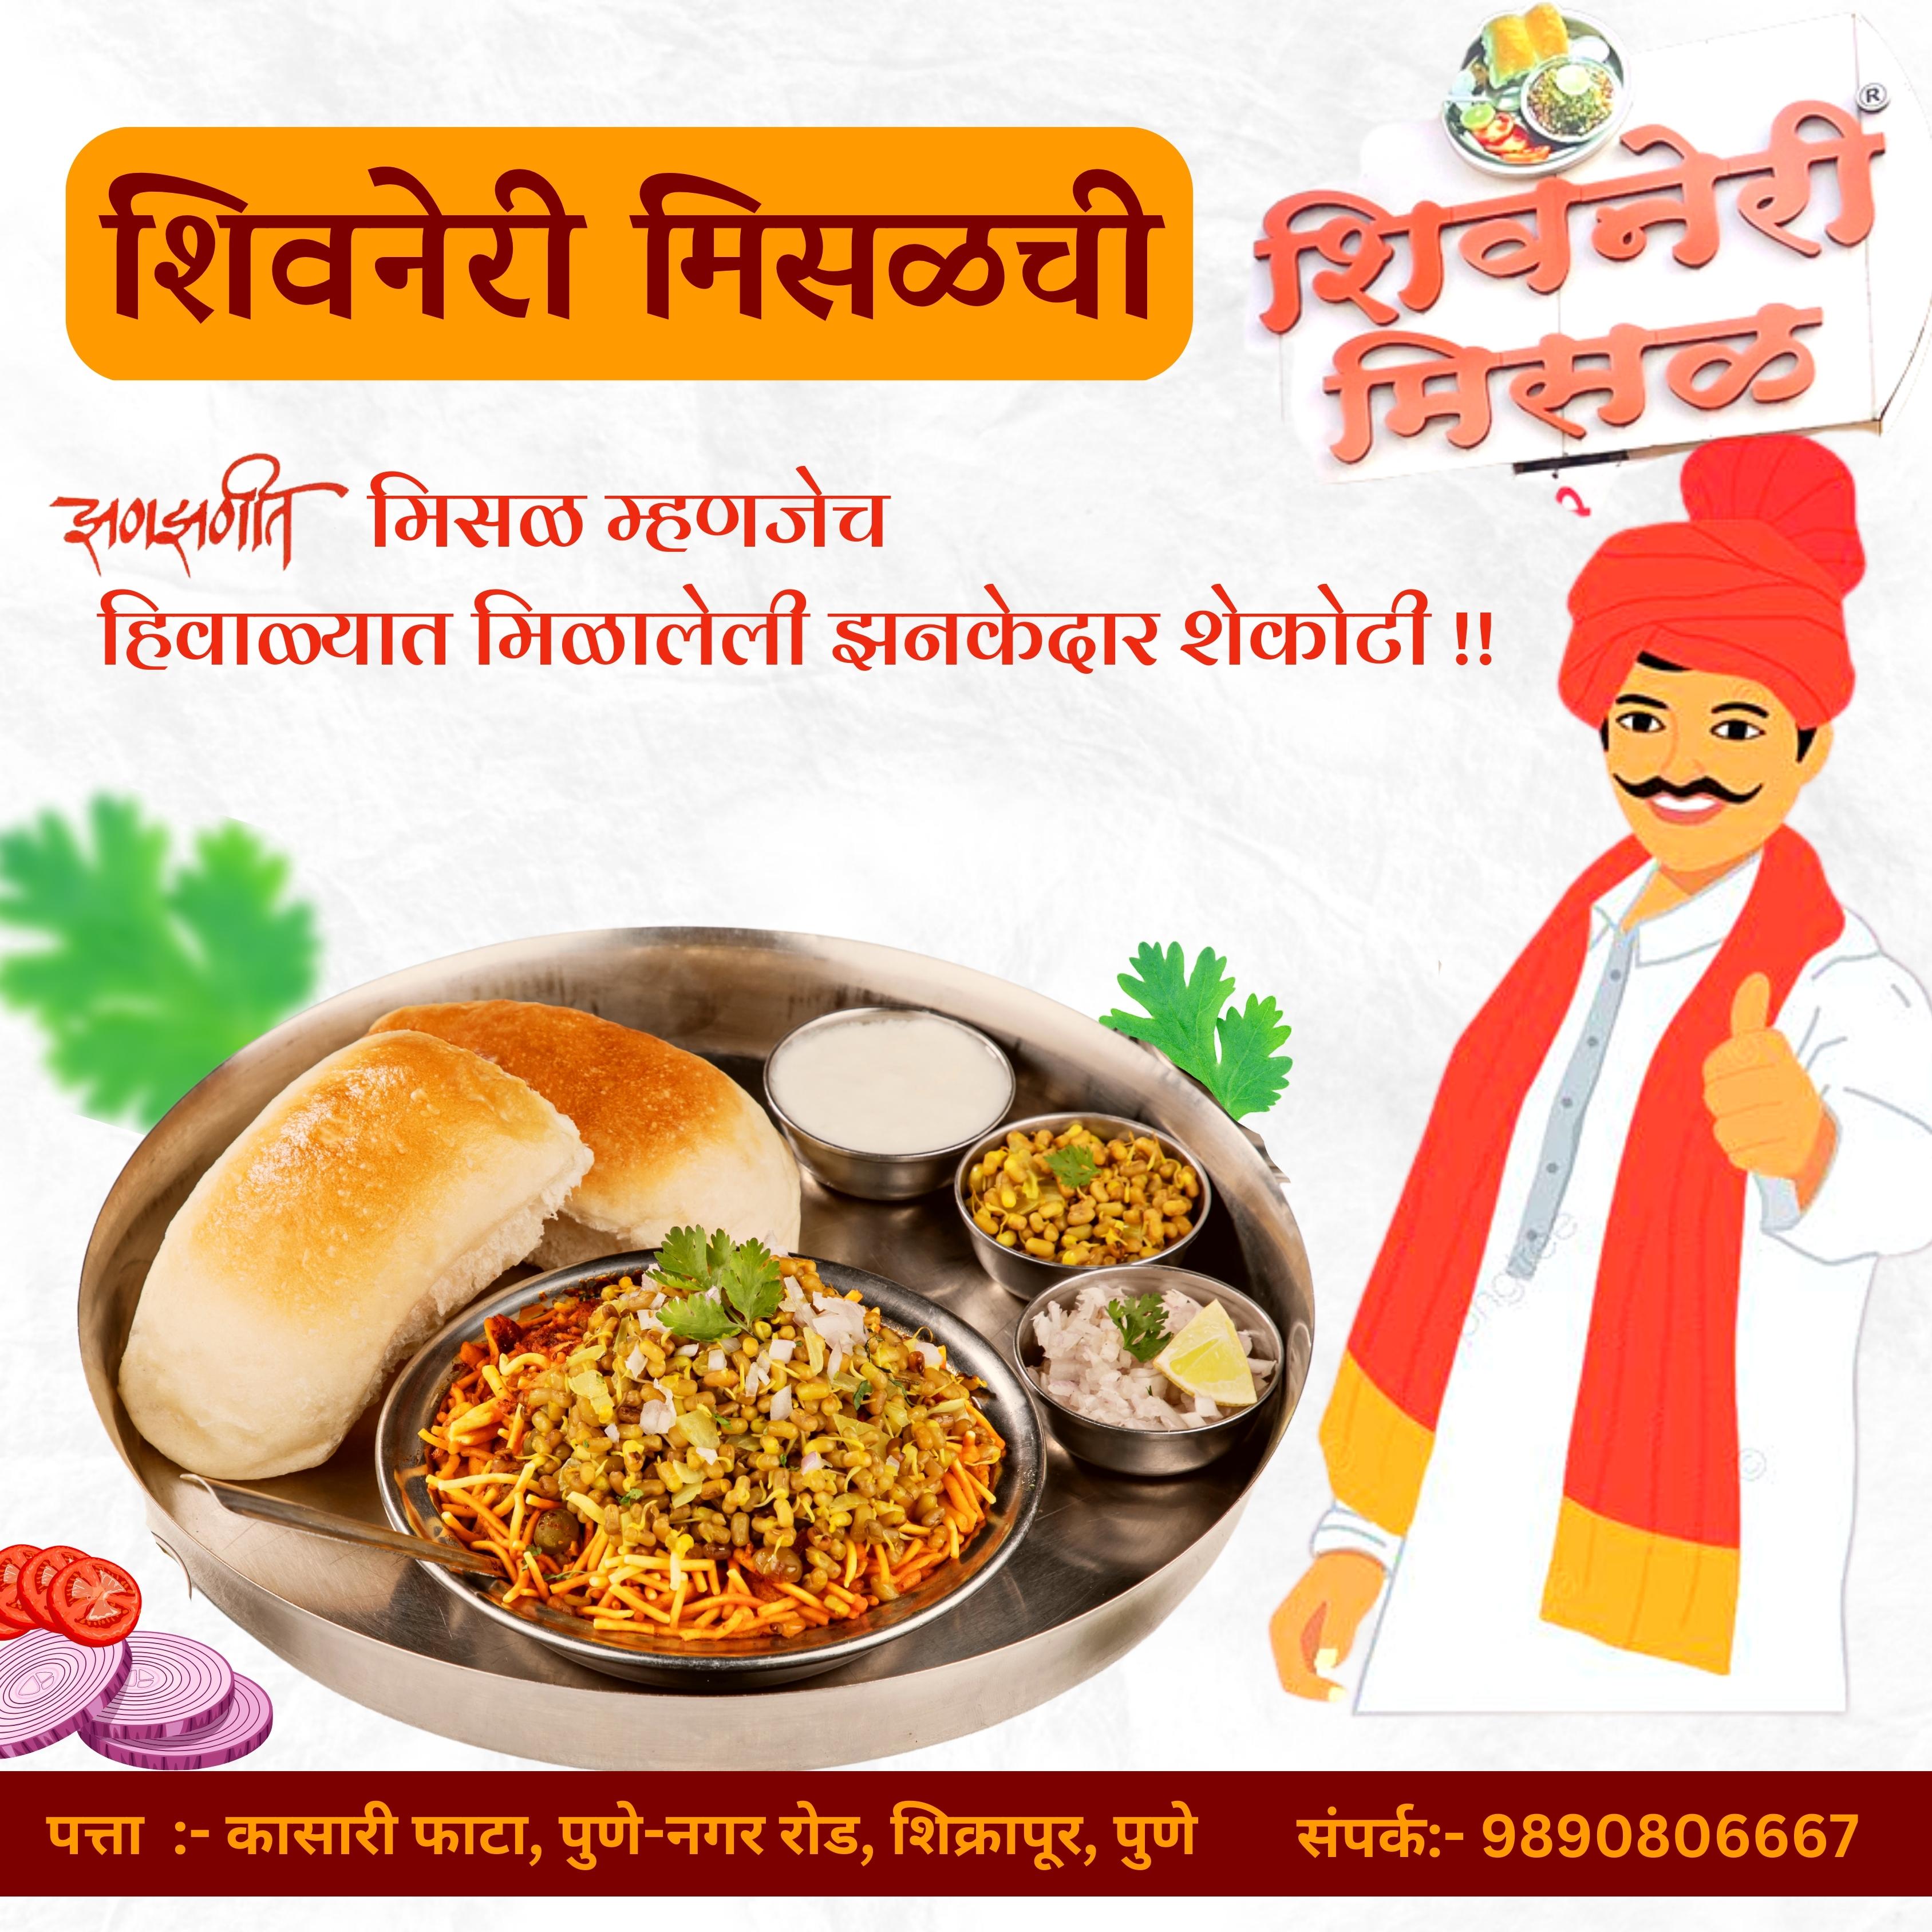 शिवनेरी मिसळची
शिवनेरी ®
मिसळ
झणझणीत मिसळ म्हणजेच
हिवाळ्यात मिळालेली झनकेदार शेकोटी !!
पत्ता :- कासारी फाटा, पुणे-नगर रोड, शिक्रापूर, पुणे संपर्क:- 9890806667